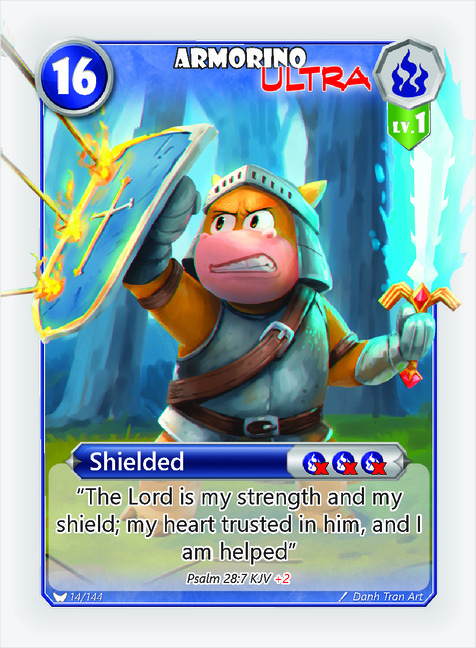 16
ARMORINO
ULTRA
LV.1
Shielded
“The Lord is my strength and my
shield; my heart trusted in him, and I
am helped”
Psalm 28:7 KJV +2
14/144
Danh Tran Art